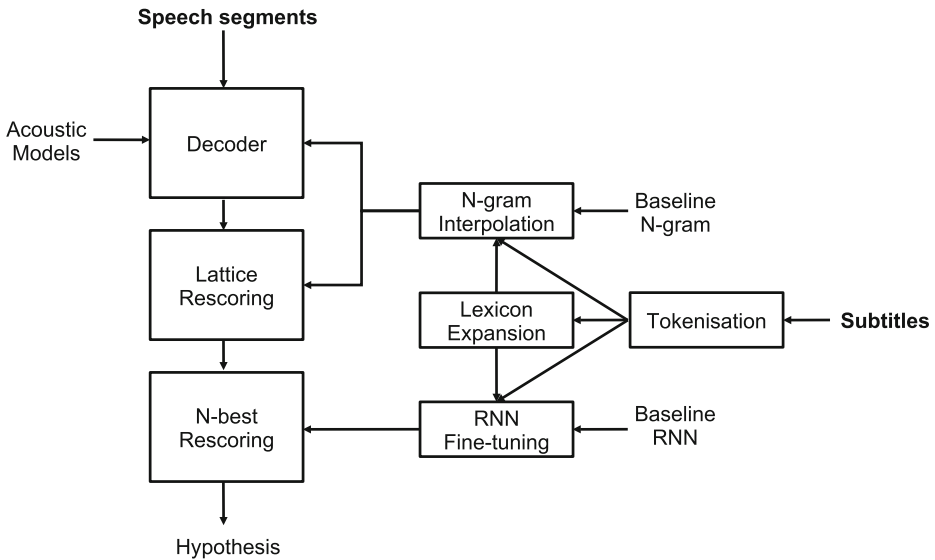 Speech segments
Acoustic
Models
Decoder
N-gram
Interpolation
Baseline
N-gram
Lattice
Rescoring
Lexicon
Expansion
Tokenisation
Subtitles
N-best
Rescoring
RNN
Fine-tuning
Baseline
RNN
Hypothesis